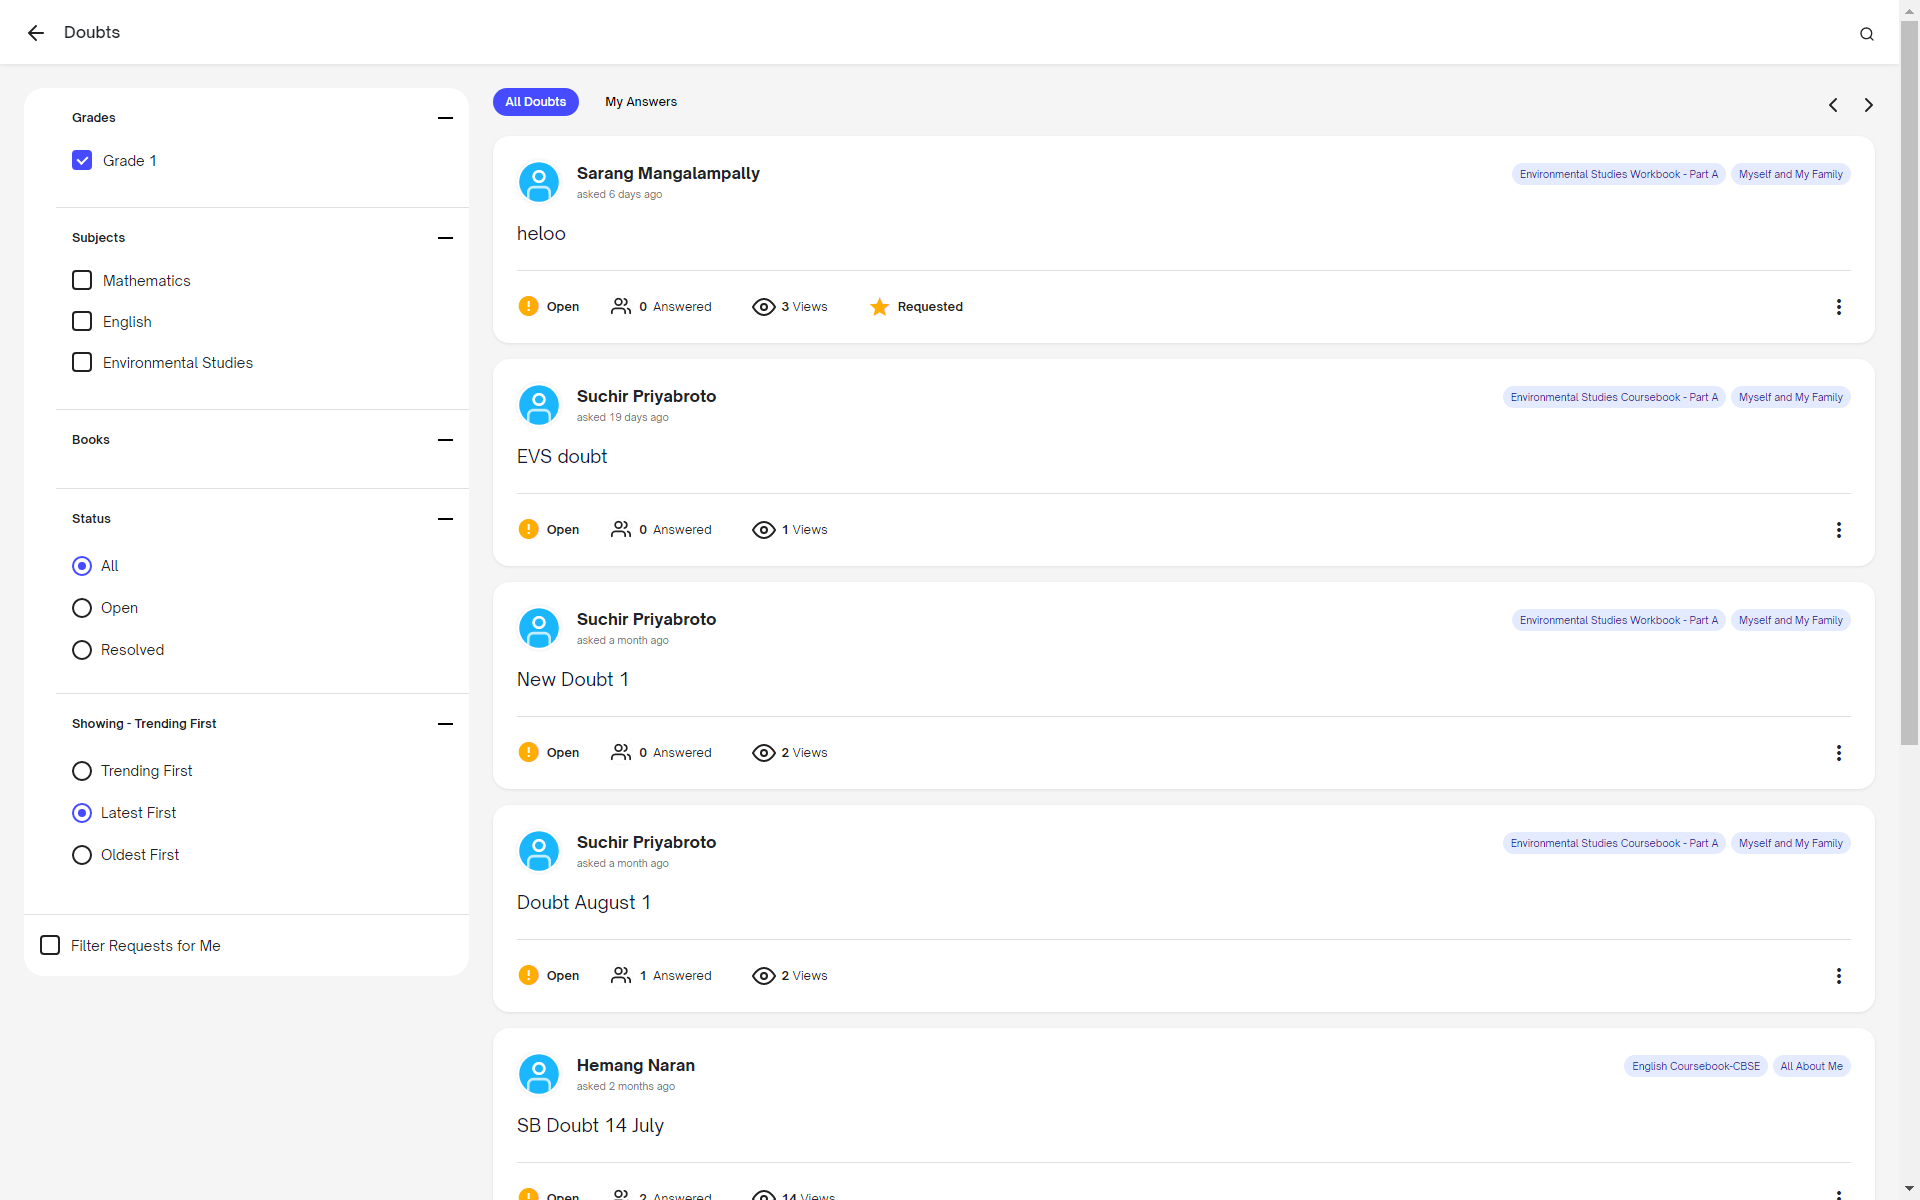 Doubts
Grades
Grade 1
Subjects
Mathematics
English
Environmental Studies
Books
Status
All
Open
Resolved
Showing - Trending First
Trending First
Latest First
Oldest First
Filter Requests for Me
All Doubts My Answers
Sarang Mangalampally Environmental Studies Workbook - Part A Myself and My Family
asked 6 days ago
heloo
Open 0 Answered 3 Views Requested
Suchir Priyabroto Environmental Studies Coursebook - Part A Myself and My Family
asked 19 days ago
EVS doubt
Open 0 Answered 1 Views
Suchir Priyabroto Environmental Studies Workbook - Part A Myself and My Family
asked a month ago
New Doubt 1
Open 0 Answered 2 Views
Suchir Priyabroto Environmental Studies Coursebook - Part A Myself and My Family
asked a month ago
Doubt August 1
Open 1 Answered 2 Views
Hemang Naran English Coursebook-CBSE All About Me
asked 2 months ago
SB Doubt 14 July
Open 2 Answered 14 Views